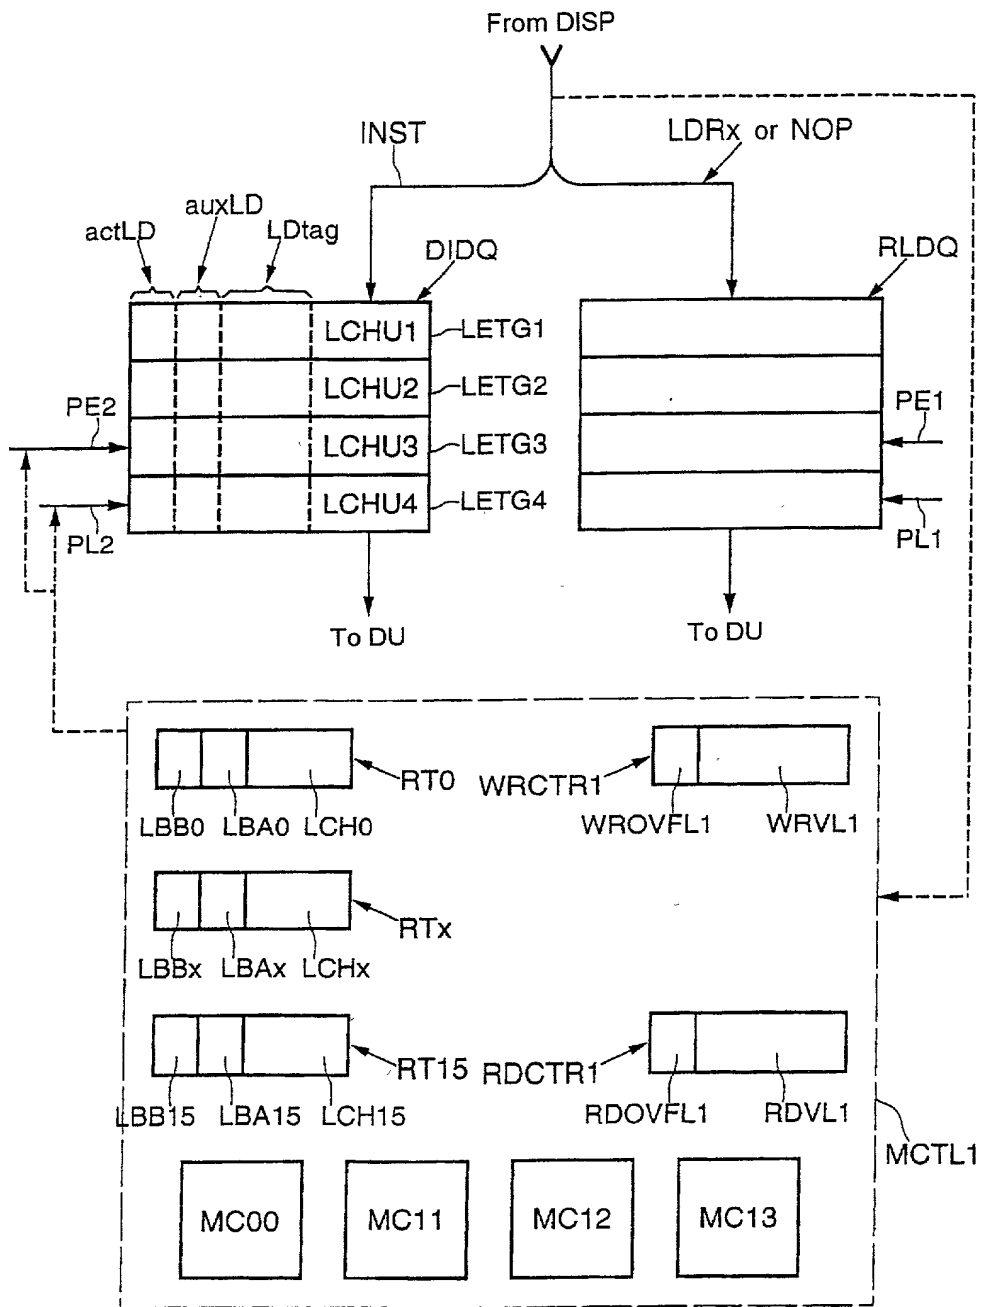 From DISP
INST
LDRx or NOP
auxLD
actLD
LDtag
DIDQ
RLDQ
LCHU1
LETG1
LCHU2
LETG2
PE2
PE1
LCHU3
LETG3
LCHU4
LETG4
PL2
PL1
To DU
To DU
RT0
WRCTR1
LBB0
LBA0
LCH0
WROVFL1
WRVL1
RTx
LBBx
LBAx
LCHx
RT15
RDCTR1
LBB15
LBA15
LCH15
RDOVFL1
RDVL1
MCTL1
MC00
MC11
MC12
MC13